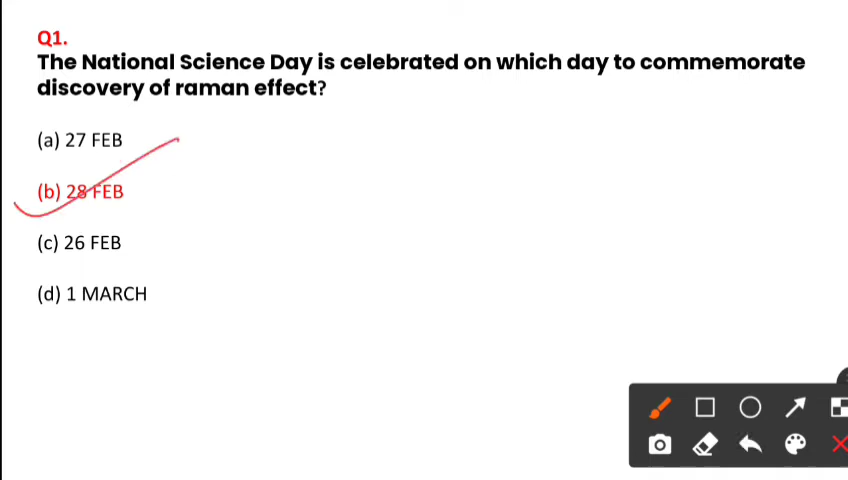 Q1.
The National Science Day is celebrated on which day to commemorate
discovery of raman effect?
(a) 27 FEB
(b) 28 FEB
(c) 26 FEB
(d) 1 MARCH